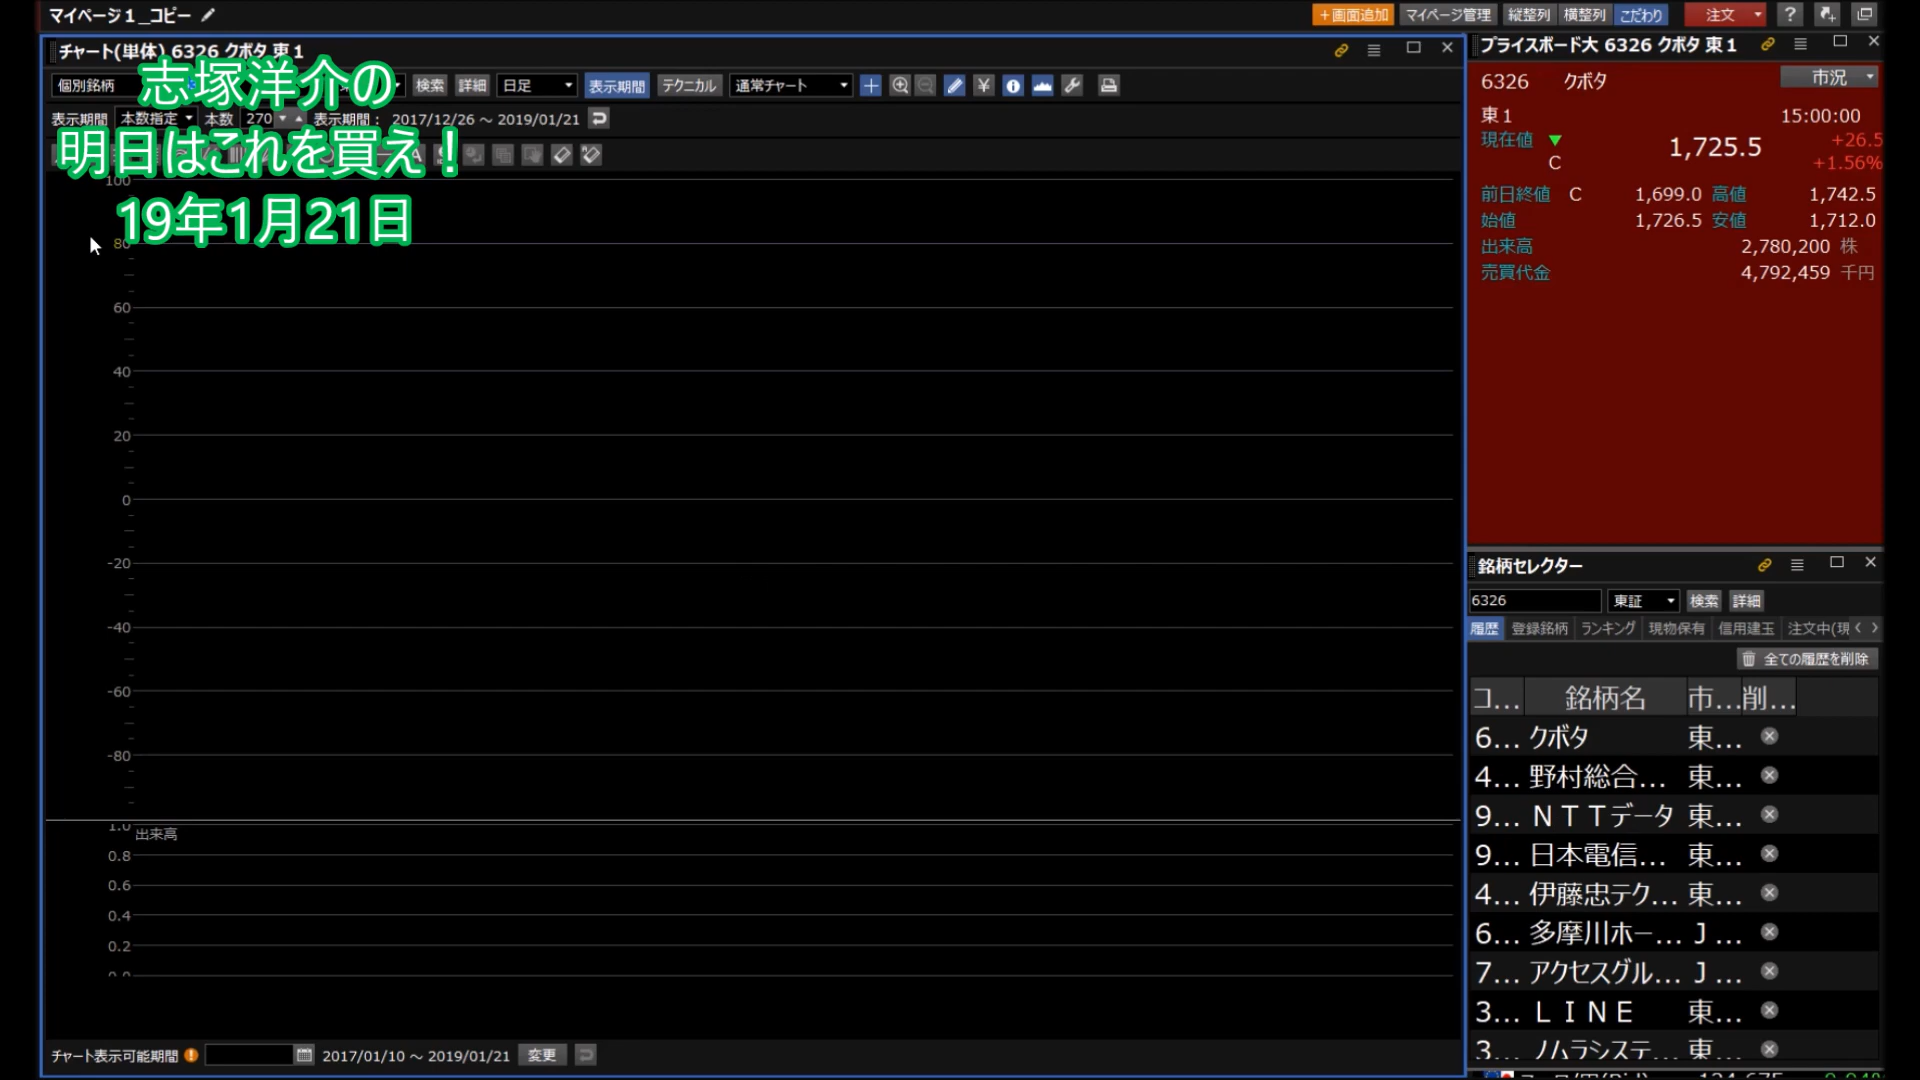 マイページ１_コピー
＋画面追加 マイページ管理 縦整列 横整列 こだわり 注文 ?
チャート(単体) 6326 クボタ 東１
個別銘柄 検索 詳細 日足 表示期間 テクニカル 通常チャート ¥
表示期間 本数指定 本数 270 表示期間： 2017/12/26 ～ 2019/01/21
志塚洋介の
明日はこれを買え！
19年1月21日
100
80
60
40
20
0
-20
-40
-60
-80
1.0 出来高
0.8
0.6
0.4
0.2
0.0
チャート表示可能期間 2017/01/10 ～ 2019/01/21 変更
プライスボード大 6326 クボタ 東１
6326 クボタ 市況
東１ 15:00:00
現在値 1,725.5 +26.5
C +1.56%
前日終値 C 1,699.0 高値 1,742.5
始値 1,726.5 安値 1,712.0
出来高 2,780,200 株
売買代金 4,792,459 千円
銘柄セレクター
6326 東証 検索 詳細
履歴 登録銘柄 ランキング 現物保有 信用建玉 注文中(現
全ての履歴を削除
コ... 銘柄名 市... 削...
6... クボタ 東...
4... 野村総合... 東...
9... ＮＴＴデータ 東...
9... 日本電信... 東...
4... 伊藤忠テク... 東...
6... 多摩川ホー... Ｊ...
7... アクセスグル... Ｊ...
3... ＬＩＮＥ 東...
3... ノムラシステ... 東...